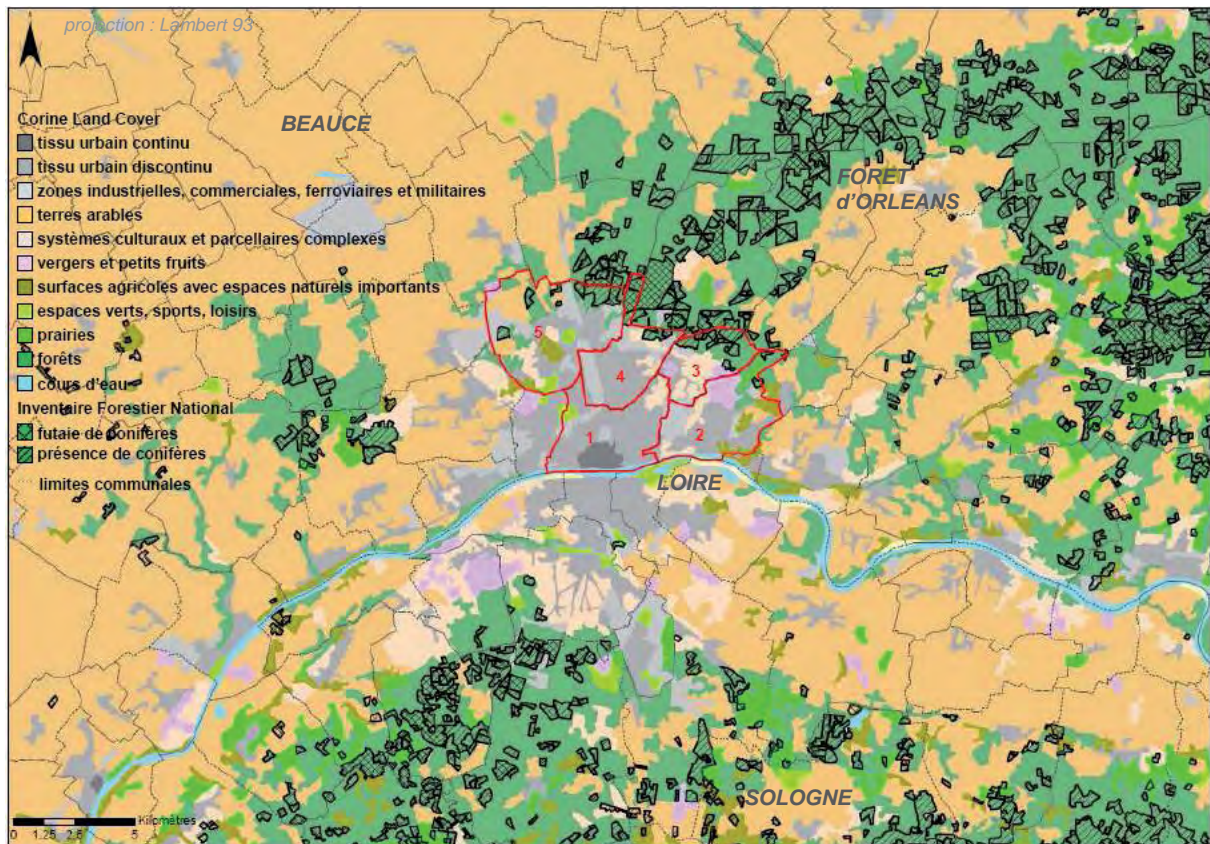 projection : Lambert 93
BEAUCE
Corine Land Cover
tissu urbain continu
tissu urbain discontinu
zones industrielles, commerciales, ferroviaires et militaires
terres arables
systèmes culturaux et parcellaires complexes
vergers et petits fruits
surfaces agricoles avec espaces naturels importants
espaces verts, sports, loisirs
prairies
forêts
cours d'eau
Inventaire Forestier National
futaie de conifères
présence de conifères
limites communales
FORET
d'ORLEANS
5
4
3
1
2
LOIRE
SOLOGNE
Kilomètres
0 1.25 2.5 5